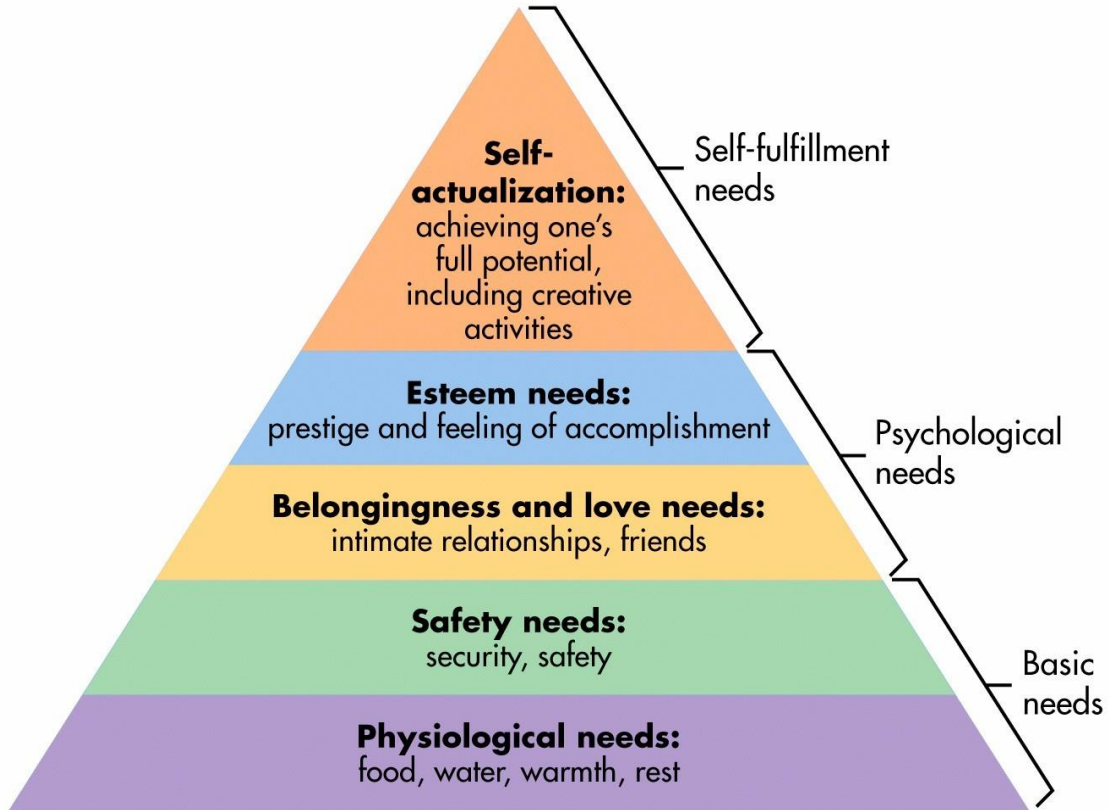 Self-
actualization:
achieving one's
full potential,
including creative
activities
Self-fulfillment
needs
Esteem needs:
prestige and feeling of accomplishment
Psychological
needs
Belongingness and love needs:
intimate relationships, friends
Safety needs:
security, safety
Basic
needs
Physiological needs:
food, water, warmth, rest